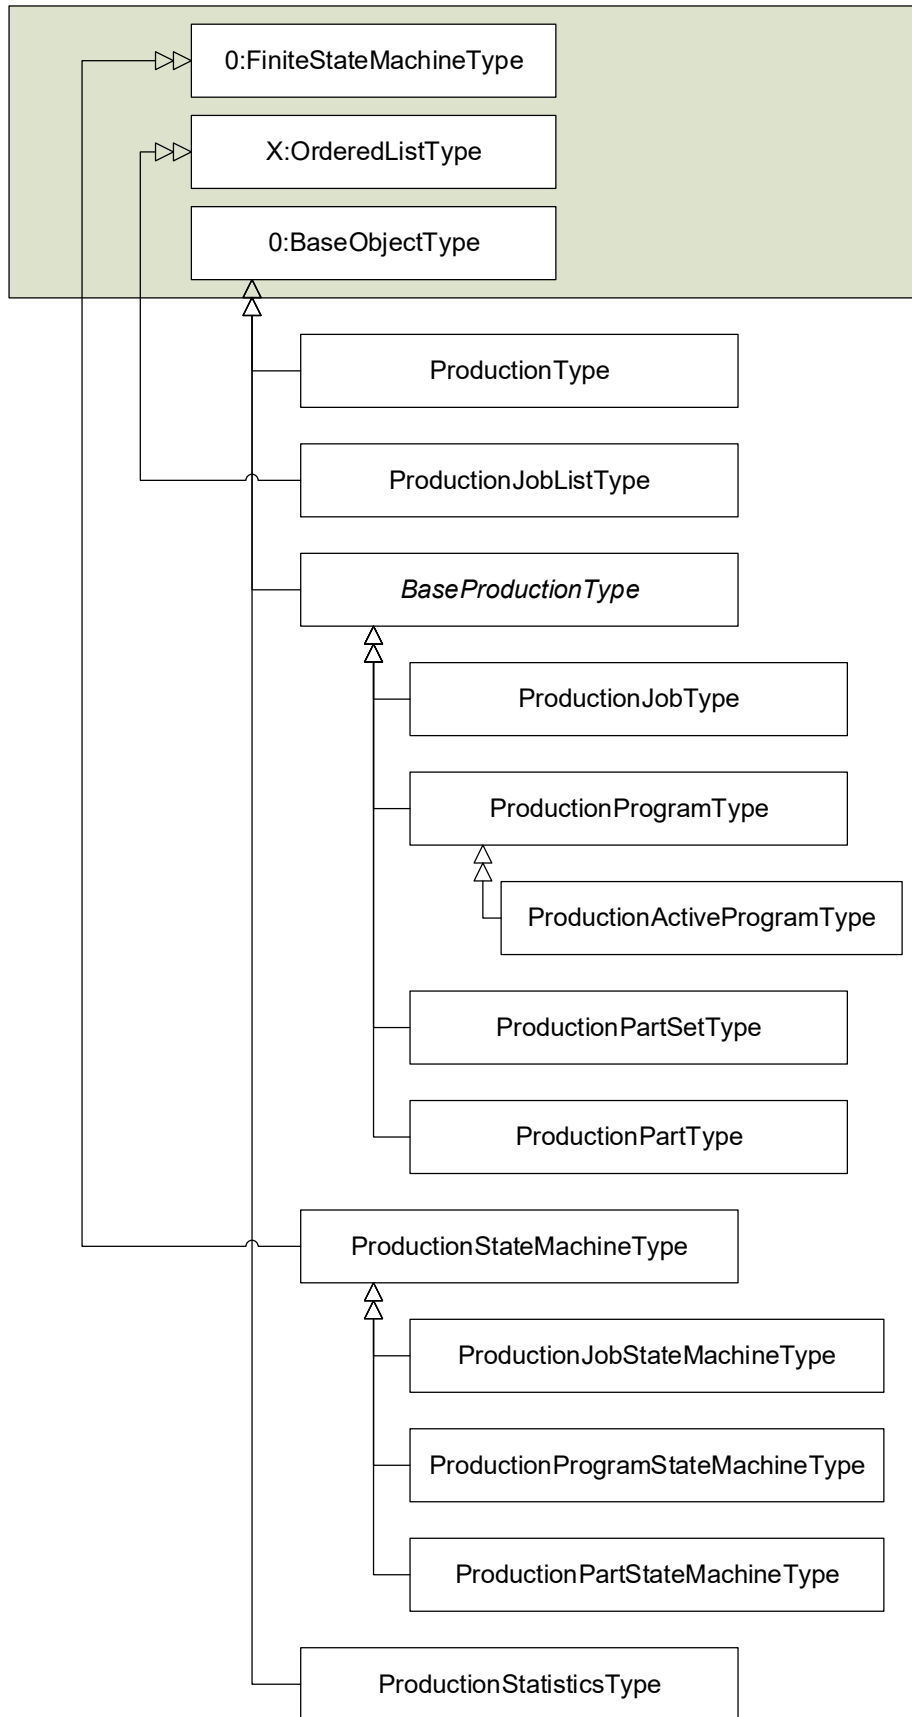 0:FiniteStateMachineType
X:OrderedListType
0:BaseObjectType
ProductionType
ProductionJobListType
BaseProductionType
ProductionJobType
ProductionProgramType
ProductionActiveProgramType
ProductionPartSetType
ProductionPartType
ProductionStateMachineType
ProductionJobStateMachineType
ProductionProgramStateMachineType
ProductionPartStateMachineType
ProductionStatisticsType